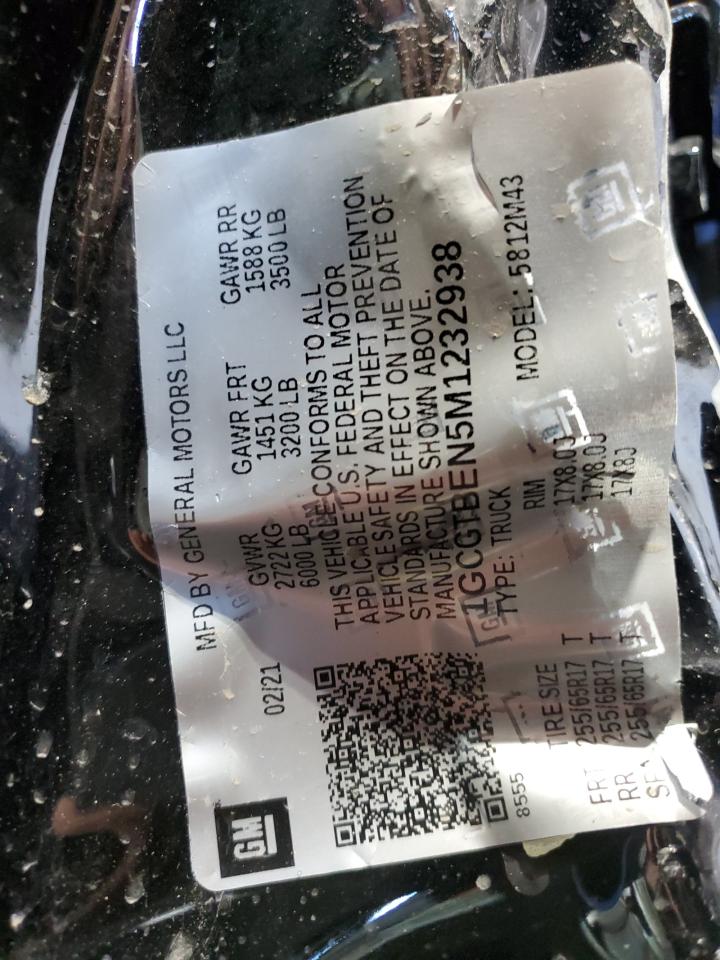 GM
MFD BY GENERAL MOTORS LLC
02/21
GVWR GAWR FRT GAWR RR
2722 KG 1451 KG 1588 KG
6000 LB 3200 LB 3500 LB
THIS VEHICLE CONFORMS TO ALL
APPLICABLE U.S. FEDERAL MOTOR
VEHICLE SAFETY AND THEFT PREVENTION
STANDARDS IN EFFECT ON THE DATE OF
MANUFACTURE SHOWN ABOVE.
1GCGTBEN5M1232938
TYPE: TRUCK MODEL: 5812M43
8555
TIRE SIZE RIM
FRT 255/65R17 T 17X8.0J
RR 255/65R17 T 17X8.0J
255/65R17 T 17X8J